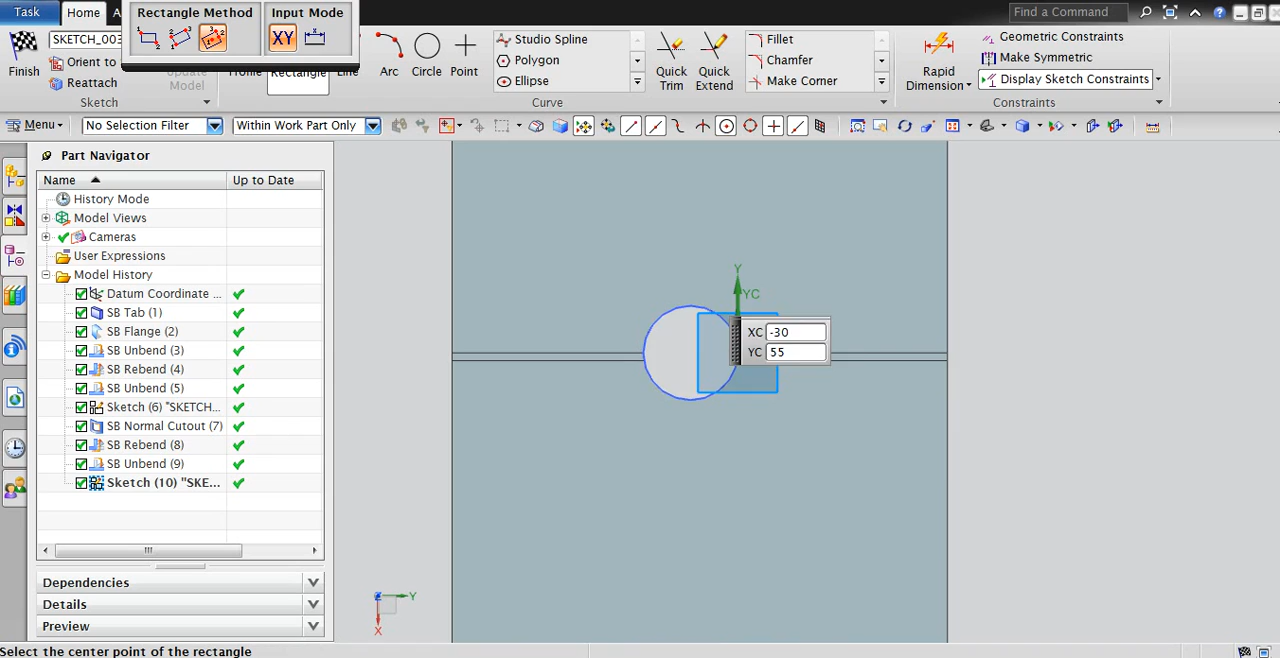 Task
Home
A
Rectangle Method
Input Mode
Find a Command
Finish
SKETCH_003
Orient to
Reattach
Update
Model
Sketch
Profile
Rectangle
Line
Arc
Circle
Point
Studio Spline
Polygon
Ellipse
Quick
Trim
Quick
Extend
Fillet
Chamfer
Make Corner
Curve
Rapid
Dimension
Geometric Constraints
Make Symmetric
Display Sketch Constraints
Constraints
Menu
No Selection Filter
Within Work Part Only
Part Navigator
Name
Up to Date
History Mode
Model Views
Cameras
User Expressions
Model History
Datum Coordinate ...
SB Tab (1)
SB Flange (2)
SB Unbend (3)
SB Rebend (4)
SB Unbend (5)
Sketch (6) "SKETCH...
SB Normal Cutout (7)
SB Rebend (8)
SB Unbend (9)
Sketch (10) "SKE...
Dependencies
Details
Preview
Y
YC
XC -30
YC 55
Y
X
Select the center point of the rectangle